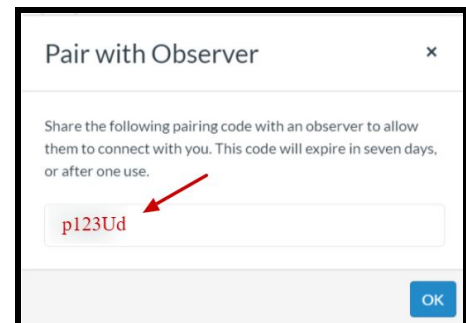 Pair with Observer ×
Share the following pairing code with an observer to allow
them to connect with you. This code will expire in seven days,
or after one use.
p123Ud
OK